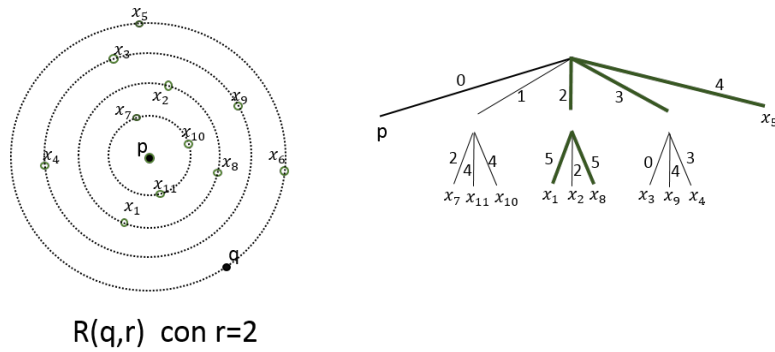 x₅
x₃
x₂
x₉
x₇
x₁₀
p
x₄
x₈
x₆
x₁₁
x₁
q
R(q,r) con r=2
0
1
2
3
4
p
x₅
2 4 4
5 2 5
0 4 3
x₇ x₁₁ x₁₀
x₁ x₂ x₈
x₃ x₉ x₄